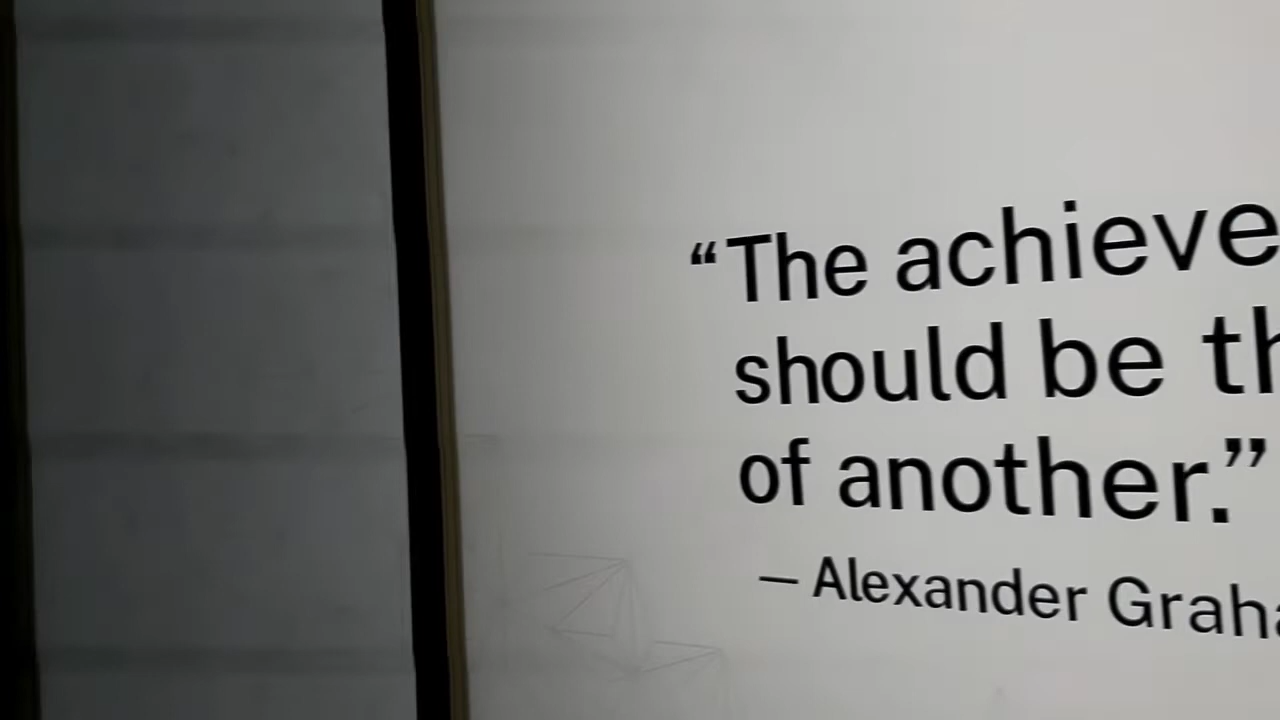 “The achieve
should be th
of another.”
— Alexander Graha